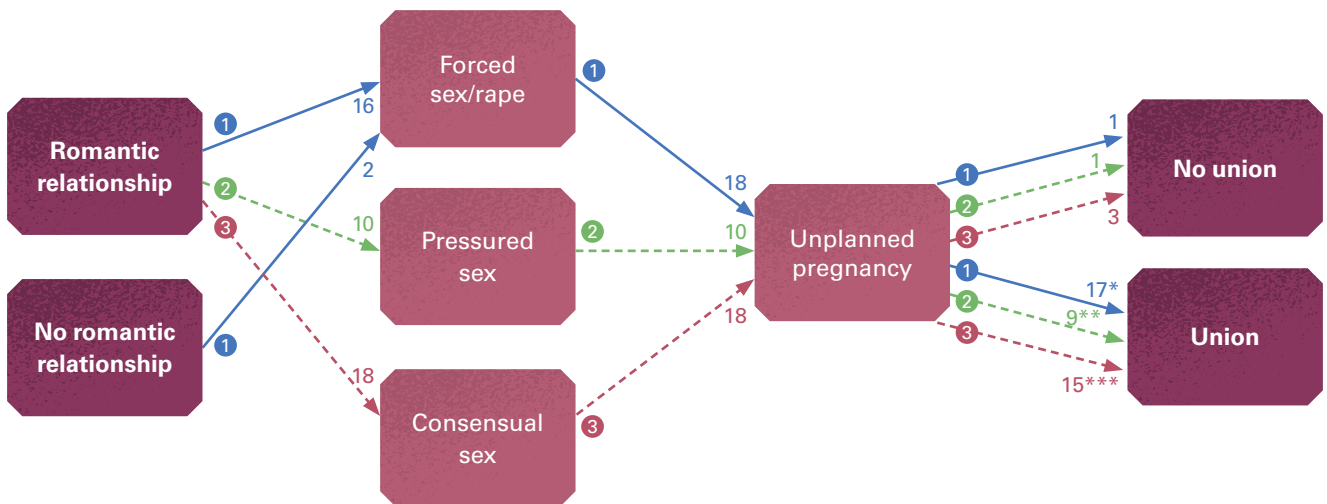 Romantic
relationship
No romantic
relationship
1
16
2
2
10
3
18
1
Forced
sex/rape
Pressured
sex
Consensual
sex
1
18
2
10
3
18
Unplanned
pregnancy
1
1
2
1
3
3
1
17*
2
9**
3
15***
No union
Union